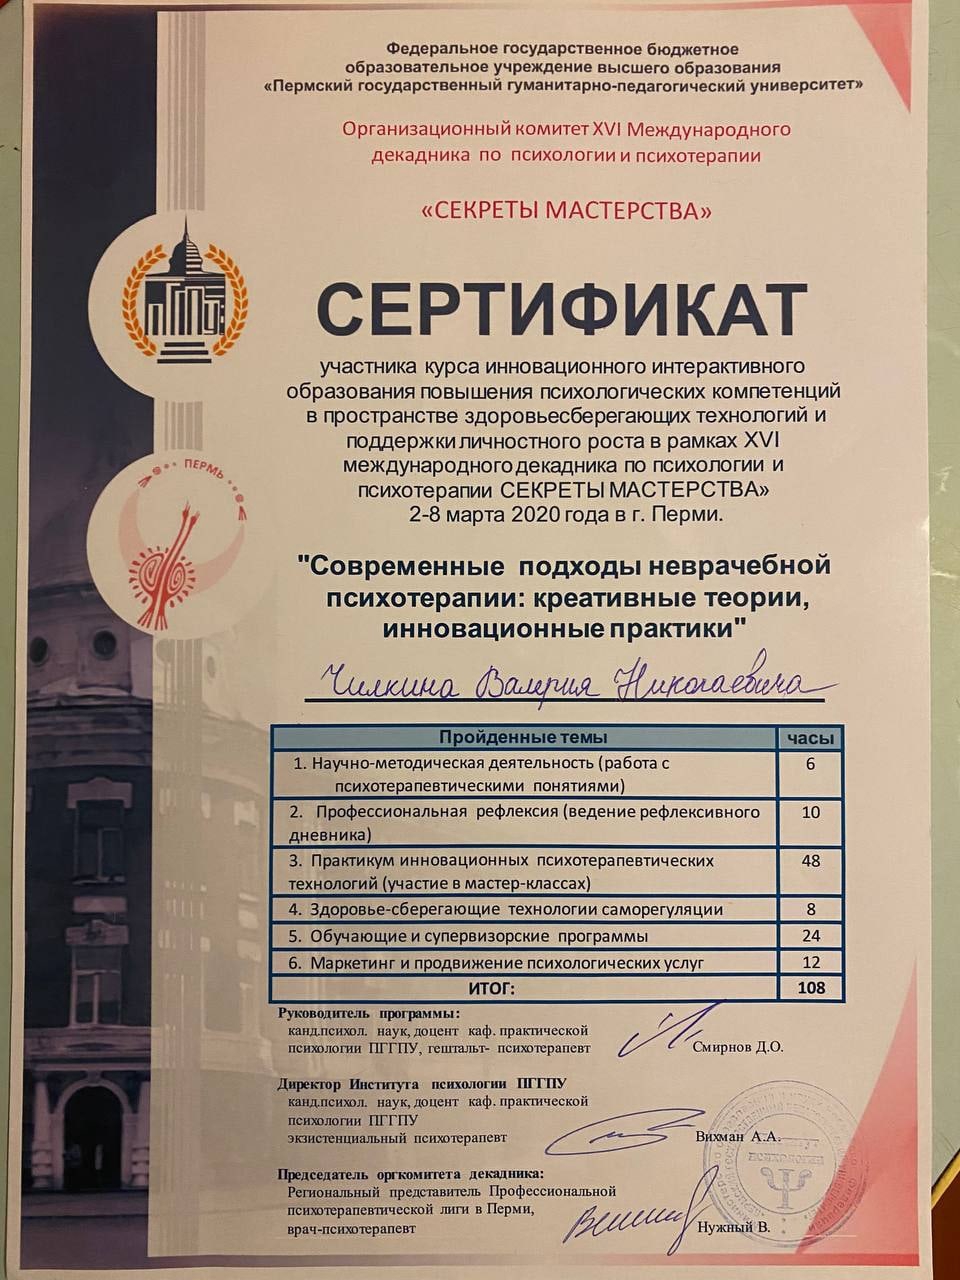 Федеральное государственное бюджетное
образовательное учреждение высшего образования
«Пермский государственный гуманитарно-педагогический университет»
Организационный комитет XVI Международного
декадника по психологии и психотерапии
«СЕКРЕТЫ МАСТЕРСТВА»
ПГГПУ
СЕРТИФИКАТ
участника курса инновационного интерактивного
образования повышения психологических компетенций
в пространстве здоровьесберегающих технологий и
поддержки личностного роста в рамках XVI
международного декадника по психологии и
психотерапии СЕКРЕТЫ МАСТЕРСТВА»
2-8 марта 2020 года в г. Перми.
ПЕРМЬ
"Современные подходы неврачебной
психотерапии: креативные теории,
инновационные практики"
Чилкина Валерия Николаевича
Пройденные темы часы
1. Научно-методическая деятельность (работа с 6
психотерапевтическими понятиями)
2. Профессиональная рефлексия (ведение рефлексивного 10
дневника)
3. Практикум инновационных психотерапевтических 48
технологий (участие в мастер-классах)
4. Здоровье-сберегающие технологии саморегуляции 8
5. Обучающие и супервизорские программы 24
6. Маркетинг и продвижение психологических услуг 12
ИТОГ: 108
Руководитель программы:
канд.психол. наук, доцент каф. практической
психологии ПГГПУ, гештальт- психотерапевт Смирнов Д.О.
Директор Института психологии ПГГПУ
канд.психол. наук, доцент каф. практической
психологии ПГГПУ
экзистенциальный психотерапевт Вихман А.А.
психологии
Председатель оргкомитета декадника:
Региональный представитель Профессиональной
психотерапевтической лиги в Перми,
врач-психотерапевт Нужный В.